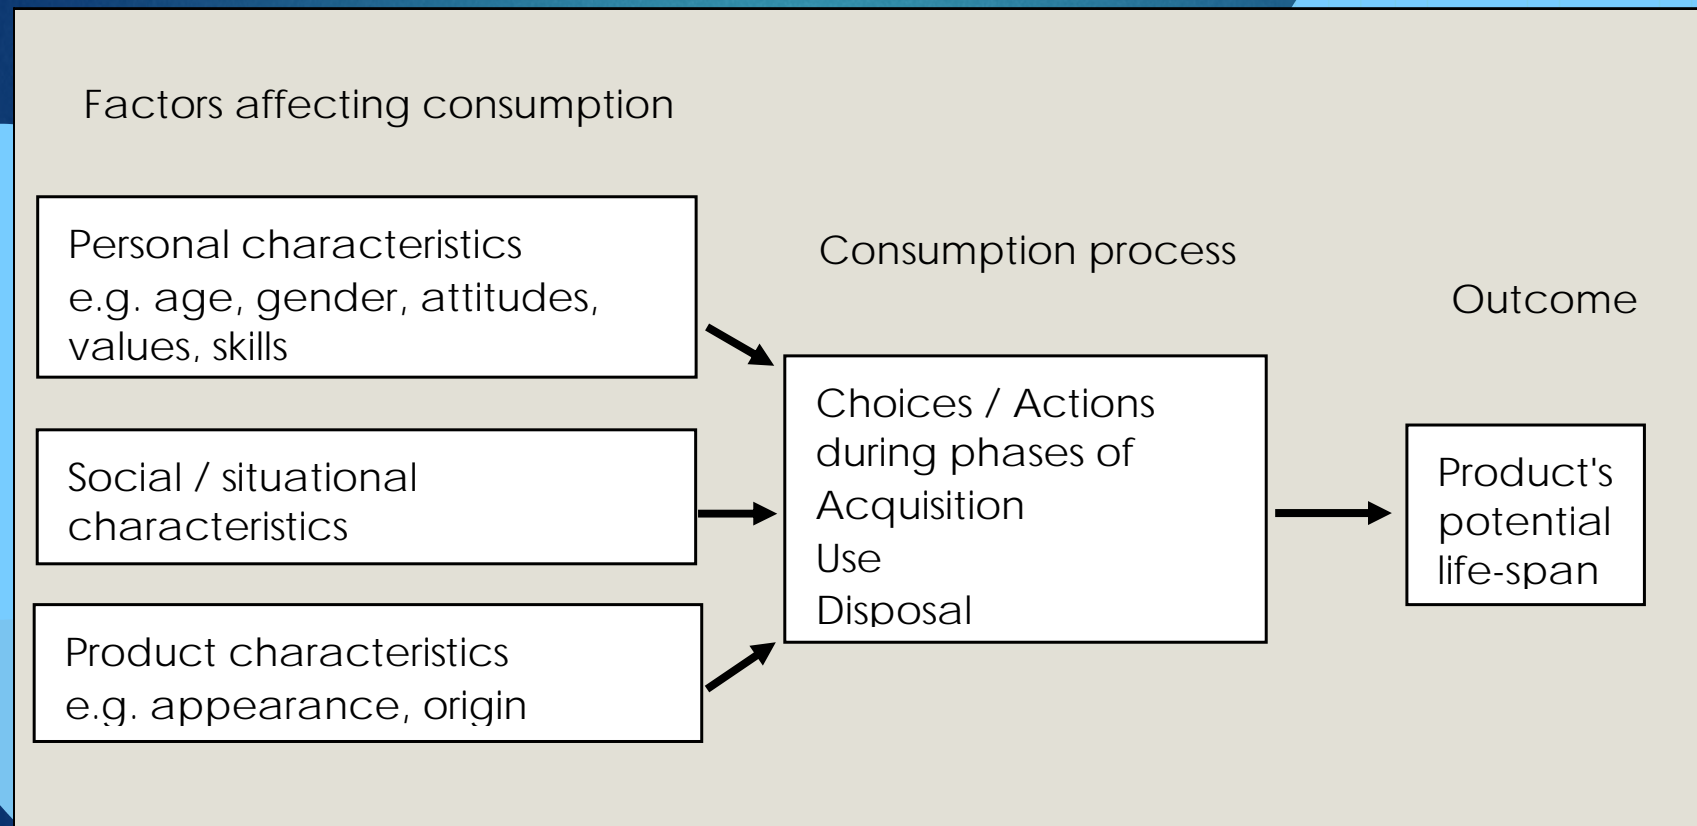 Factors affecting consumption
Personal characteristics
e.g. age, gender, attitudes,
values, skills
Social / situational
characteristics
Product characteristics
e.g. appearance, origin
Consumption process
Choices / Actions
during phases of
Acquisition
Use
Disposal
Outcome
Product's
potential
life-span